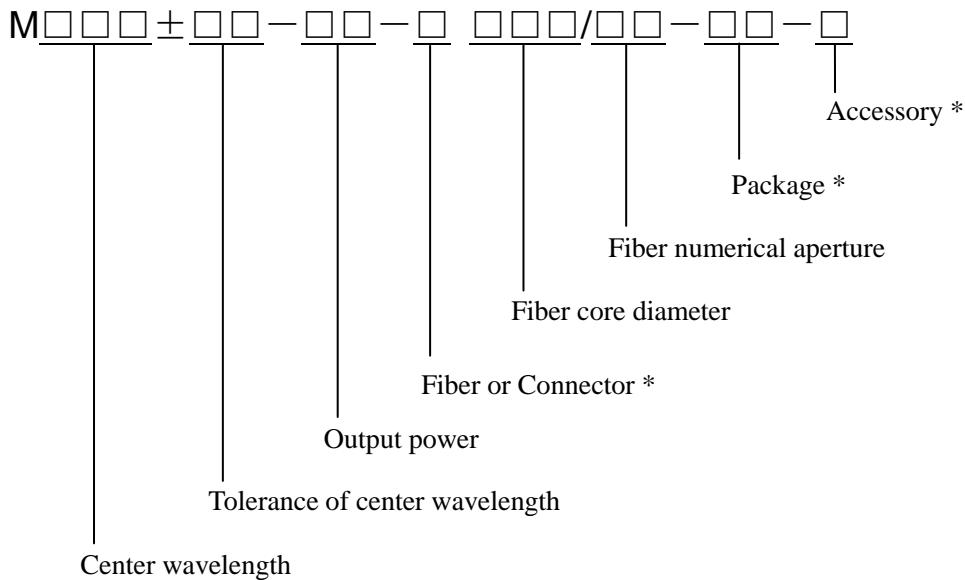 M□□□±□□－□□－□ □□□/□□－□□－□
Accessory *
Package *
Fiber numerical aperture
Fiber core diameter
Fiber or Connector *
Output power
Tolerance of center wavelength
Center wavelength